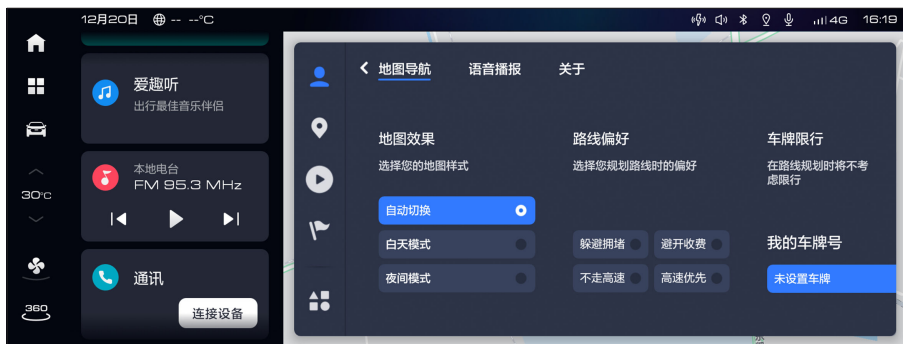 12月20日 -- --°C 4G 16:19
爱趣听
出行最佳音乐伴侣
本地电台
FM 95.3 MHz
30°C
通讯
连接设备
360
地图导航 语音播报 关于
地图效果
选择您的地图样式
自动切换
白天模式
夜间模式
路线偏好
选择您规划路线时的偏好
躲避拥堵 避开收费
不走高速 高速优先
车牌限行
在路线规划时将不考
虑限行
我的车牌号
未设置车牌